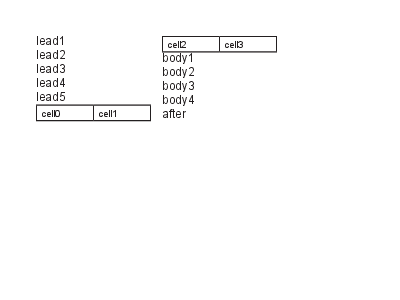 lead1
lead2
lead3
lead4
lead5
cell0 cell1
cell2 cell3
body1
body2
body3
body4
after